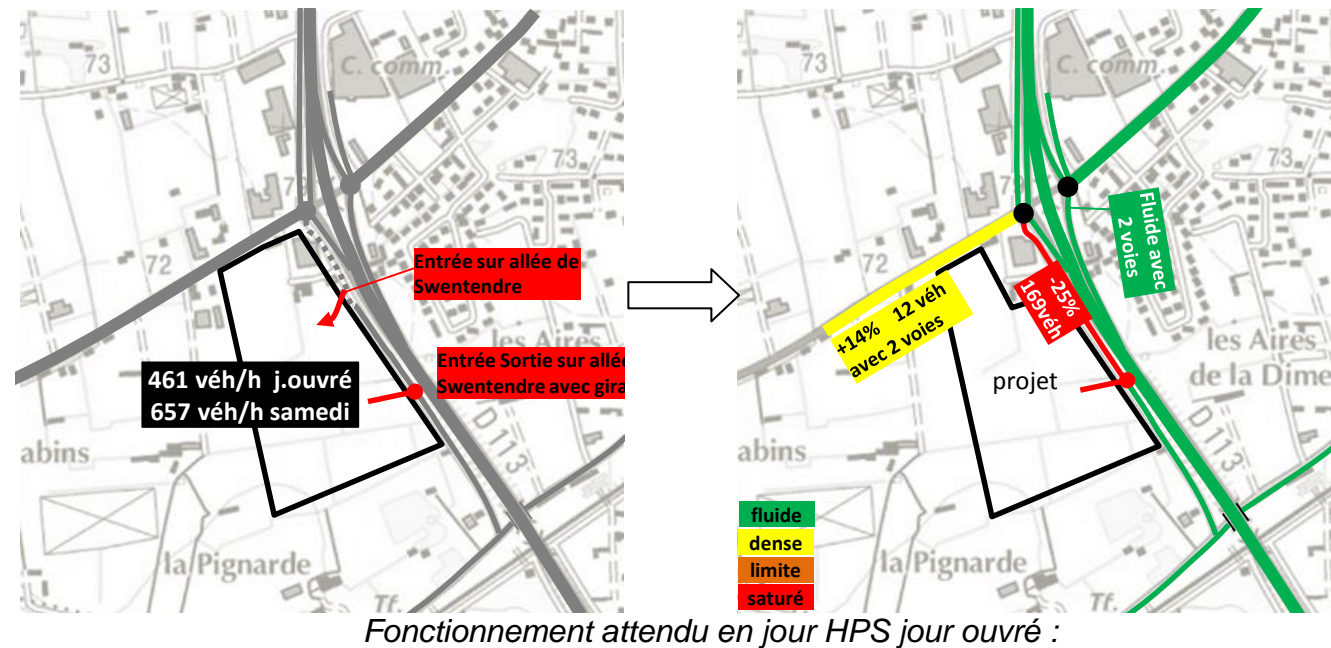 73
C. comm.
73
72
Entrée sur allée de
Swentendre
Entrée Sortie sur allé
Swentendre avec gira
461 véh/h j.ouvré
657 véh/h samedi
abins
D 113
la Pignarde
Tf.
73
C. comm.
73
72
Fluide avec
2 voies
+14% 12 véh
avec 2 voies
-25%
169véh
les Aires
de la Dime
projet
abins
D 113
fluide
dense
limite
saturé
la Pignarde
Tf.
Fonctionnement attendu en jour HPS jour ouvré :